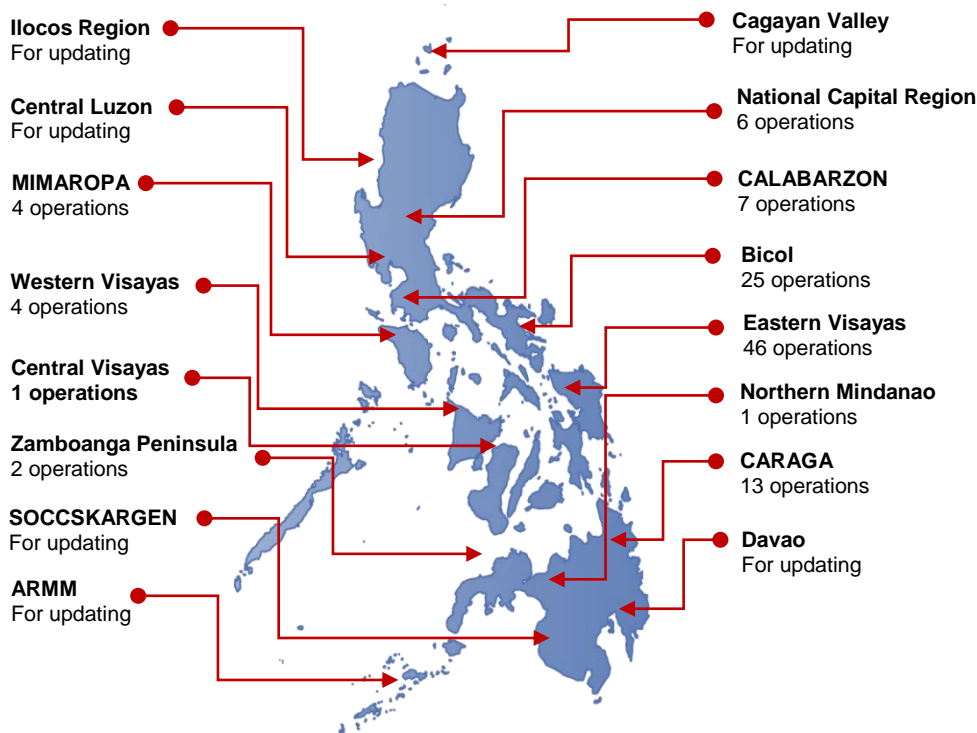 Ilocos Region
For updating
Central Luzon
For updating
MIMAROPA
4 operations
Western Visayas
4 operations
Central Visayas
1 operations
Zamboanga Peninsula
2 operations
SOCCSKARGEN
For updating
ARMM
For updating
Cagayan Valley
For updating
National Capital Region
6 operations
CALABARZON
7 operations
Bicol
25 operations
Eastern Visayas
46 operations
Northern Mindanao
1 operations
CARAGA
13 operations
Davao
For updating